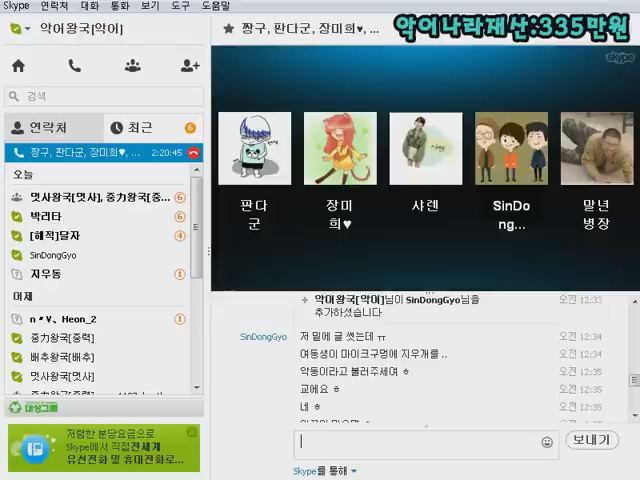 Skype 연락처 대화 통화 보기 도구 도움말
악어왕국[악어]
짱구, 판다군, 장미희♥, ...
악어나라재산:335만원
skype
검색
연락처
최근
6
짱구, 판다군, 장미희♥, ... 2:20:45
오늘
멋사왕국[멋사], 중력왕국[중... 6
박리타 6
[해적]달자 4
SinDongGyo
지우동 1
어제
n〃V、Heon_2 1
중력왕국[중력]
배추왕국[배추]
멋사왕국[멋사]
대성그룹
저렴한 분당요금으로
Skype에서 직접 전세계
유선전화 및 휴대전화로...
판다
군
장미
희♥
샤렌
SinDo
ng...
말년
병장
악어왕국[악어]님이 SinDongGyo님을 오전 12:33
추가하셨습니다
SinDongGyo 저 밑에 글 썻는데 ㅠ 오전 12:34
여동생이 마이크구멍에 지우개를 .. 오전 12:34
악동이라고 불러주세여 ㅎ 오전 12:35
교에요 ㅎ 오전 12:35
네 ㅎ 오전 12:35
보내기
Skype를 통해